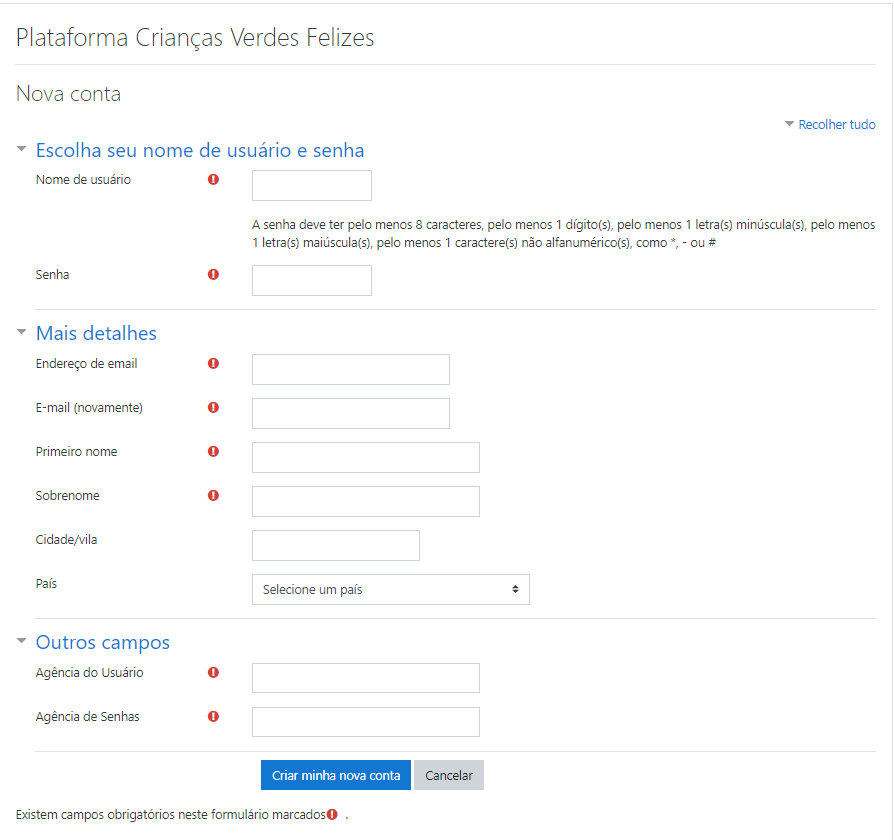 Plataforma Crianças Verdes Felizes
Nova conta
Recolher tudo
Escolha seu nome de usuário e senha
Nome de usuário
A senha deve ter pelo menos 8 caracteres, pelo menos 1 dígito(s), pelo menos 1 letra(s) minúscula(s), pelo menos
1 letra(s) maiúscula(s), pelo menos 1 caractere(s) não alfanumérico(s), como *, - ou #
Senha
Mais detalhes
Endereço de email
E-mail (novamente)
Primeiro nome
Sobrenome
Cidade/vila
País
Selecione um país
Outros campos
Agência do Usuário
Agência de Senhas
Criar minha nova conta
Cancelar
Existem campos obrigatórios neste formulário marcados .